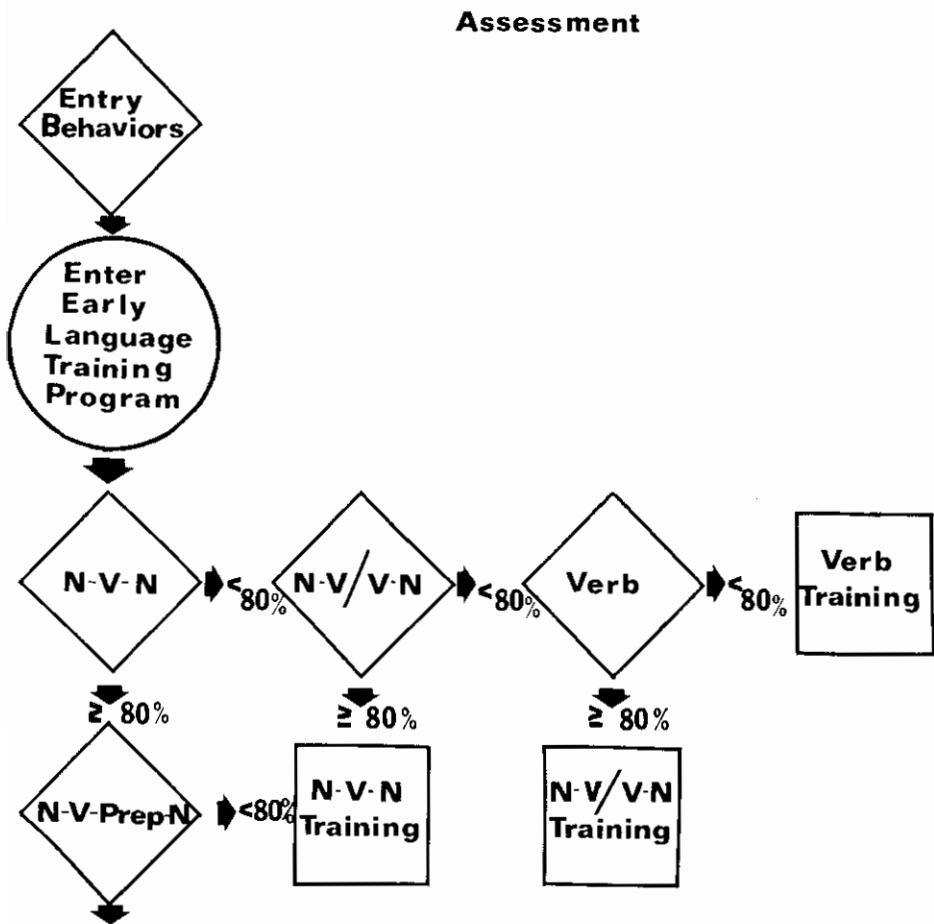 Assessment
Entry
Behaviors
Enter
Early
Language
Training
Program
N-V-N
<80%
N-V/V-N
<80%
Verb
<80%
Verb
Training
≥ 80%
≥ 80%
≥ 80%
N-V-Prep-N
<80%
N-V-N
Training
N-V/V-N
Training